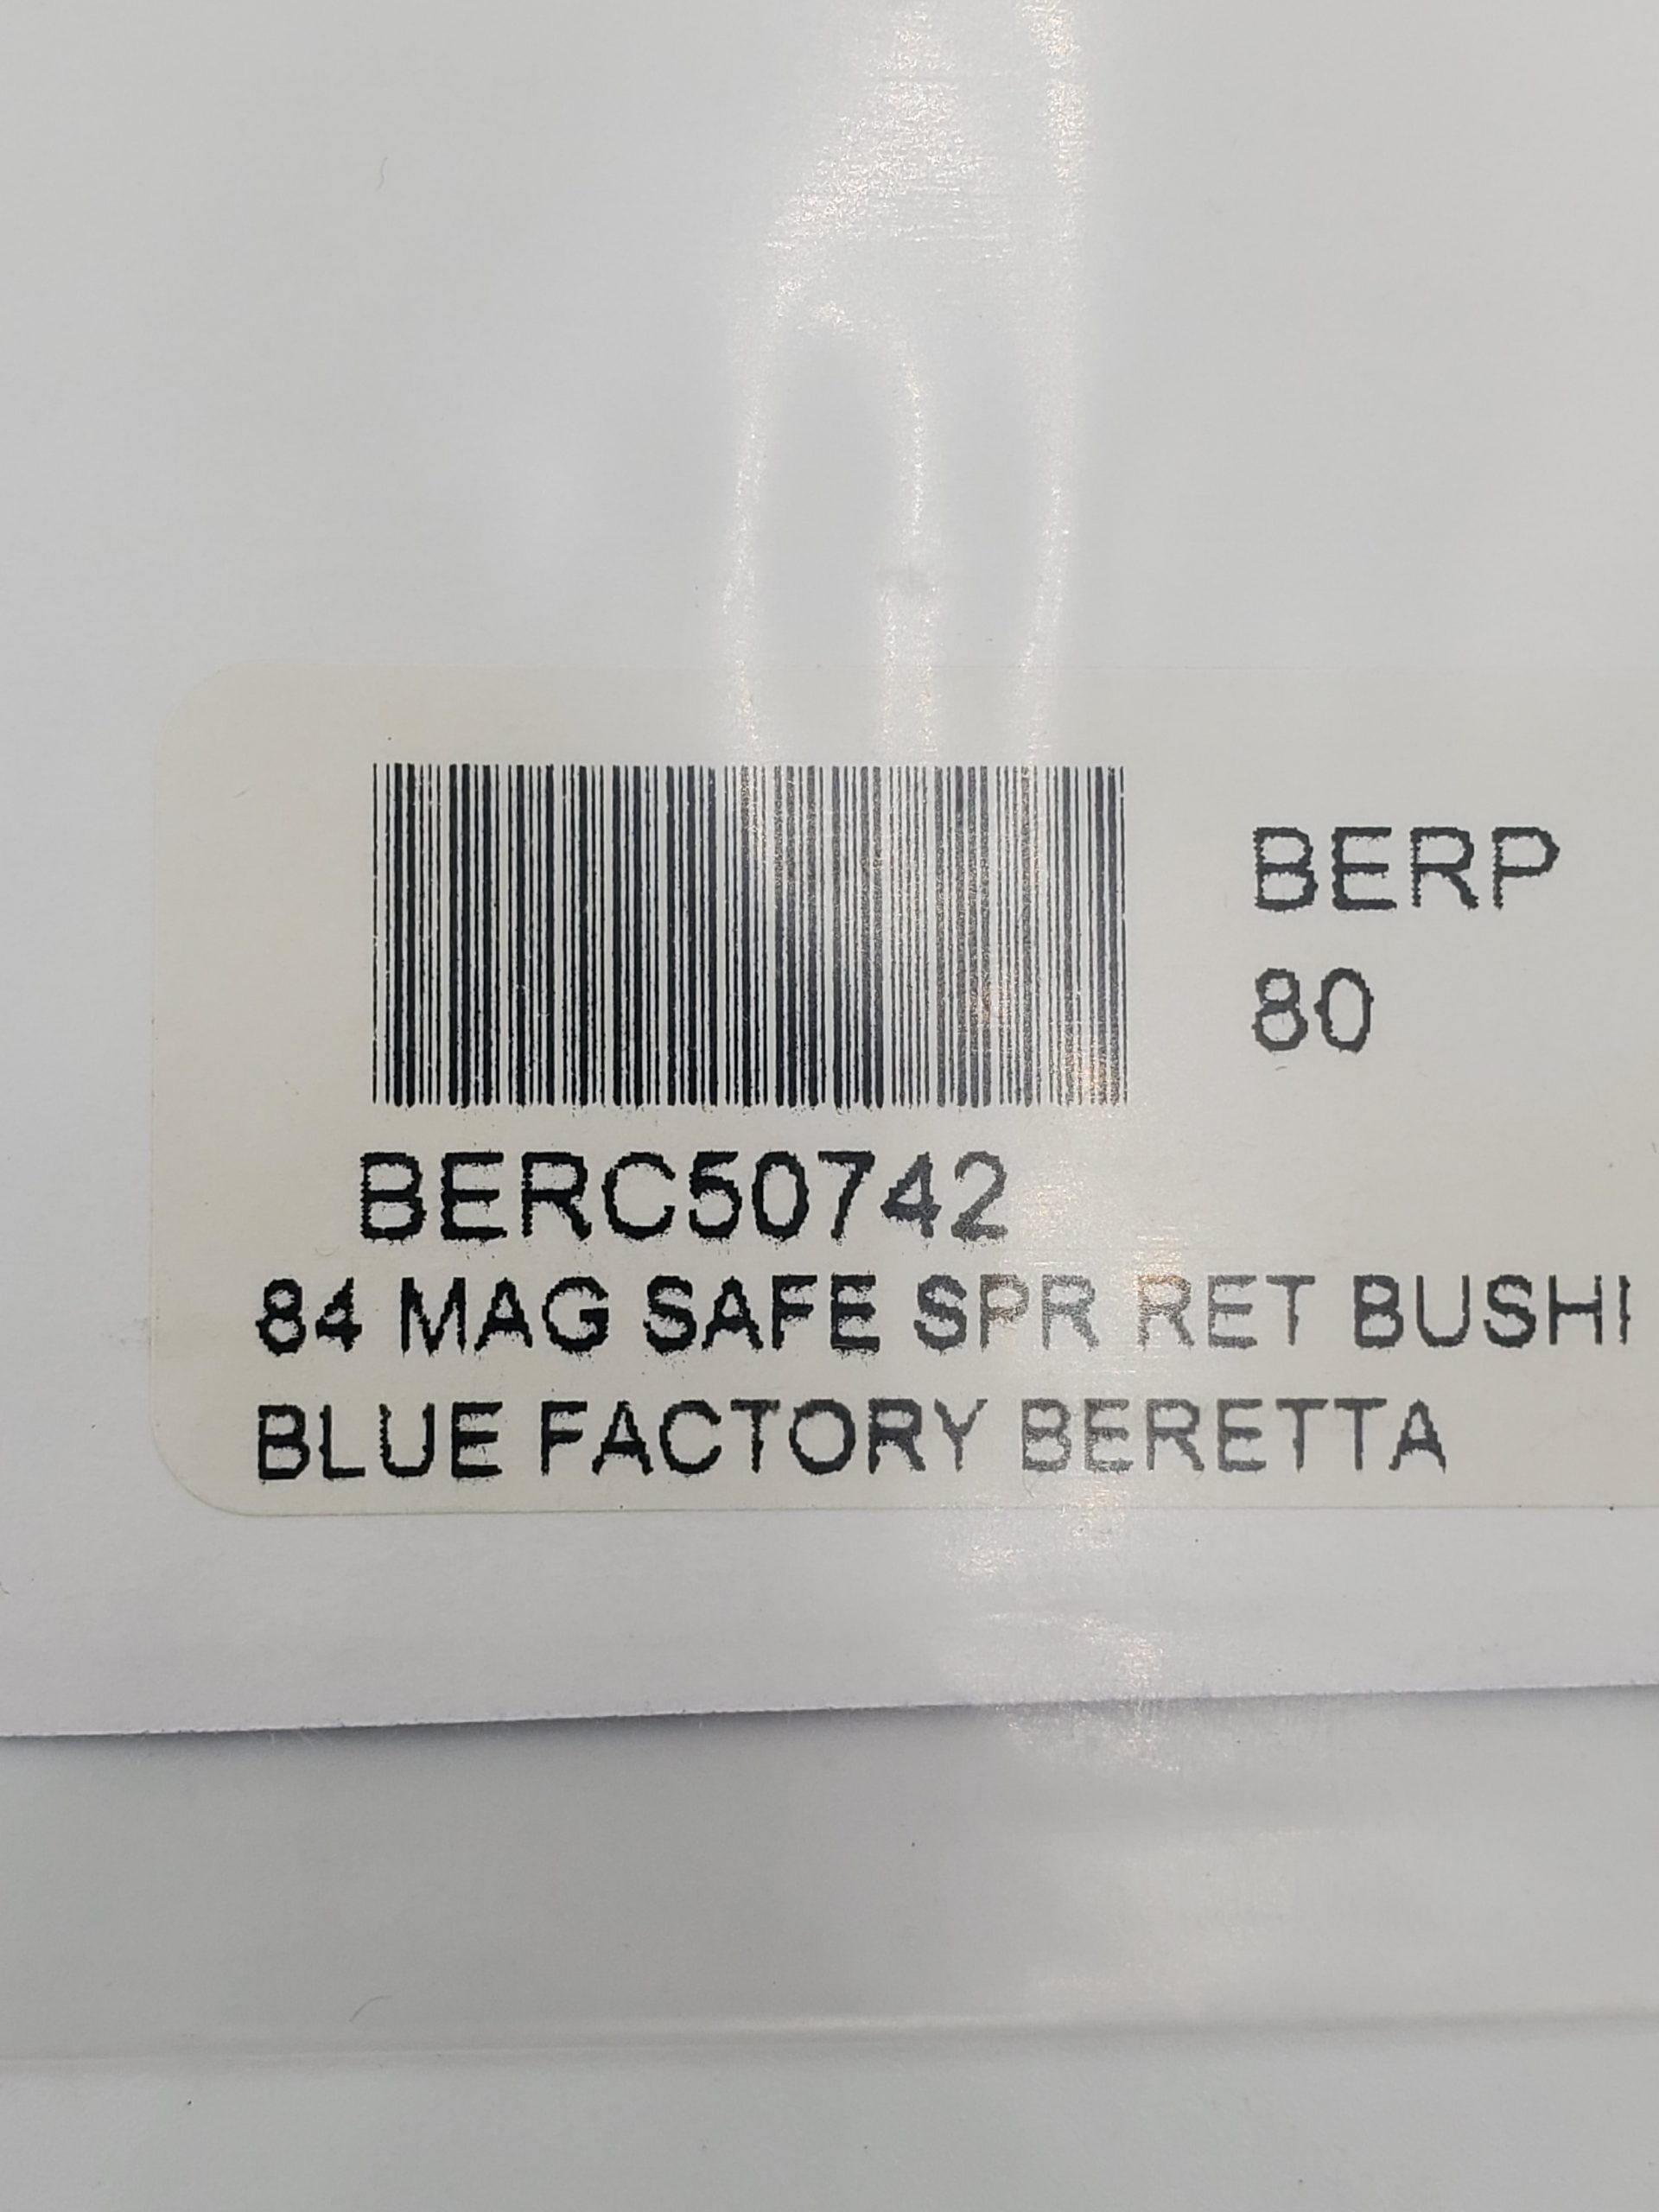 BERP
80
BERC50742
84 MAG SAFE SPR RET BUSHI
BLUE FACTORY BERETTA